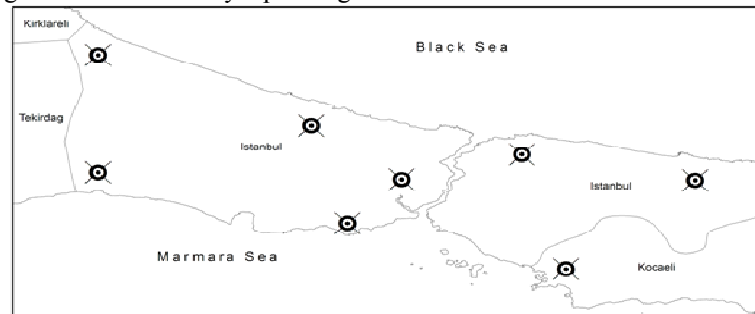 Kirklareli
Black Sea
Tekirdag
Istanbul
Istanbul
Marmara Sea
Kocaeli